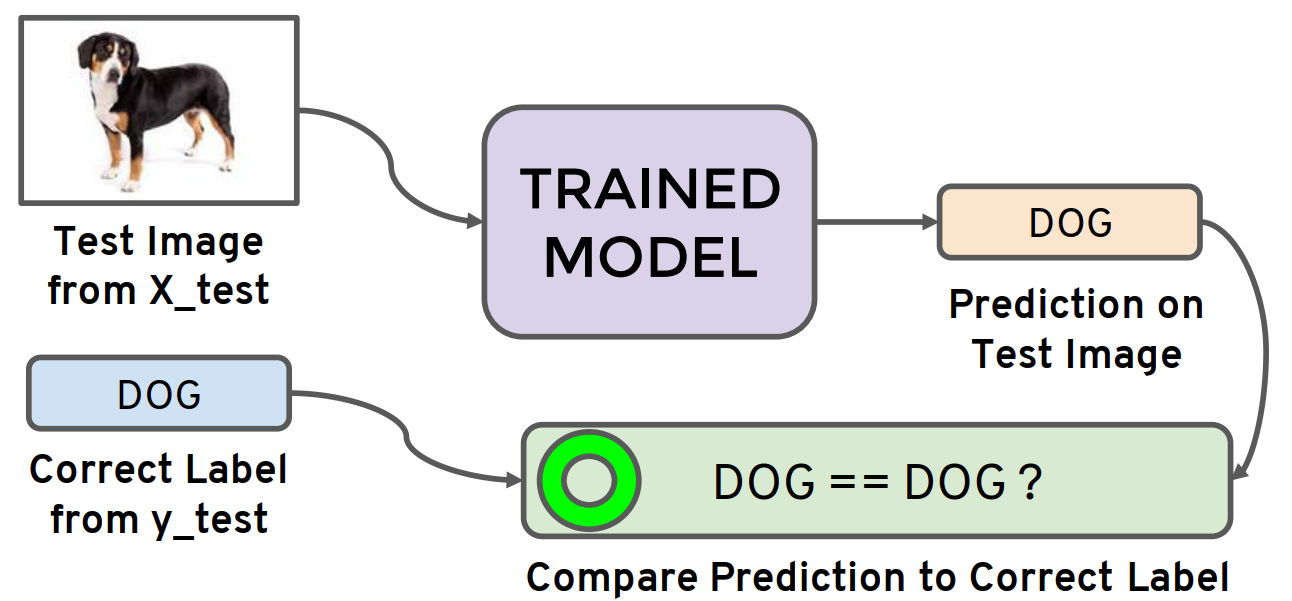 TRAINED
MODEL
DOG
Test Image
from X_test
Prediction on
Test Image
DOG
Correct Label
from y_test
DOG == DOG ?
Compare Prediction to Correct Label